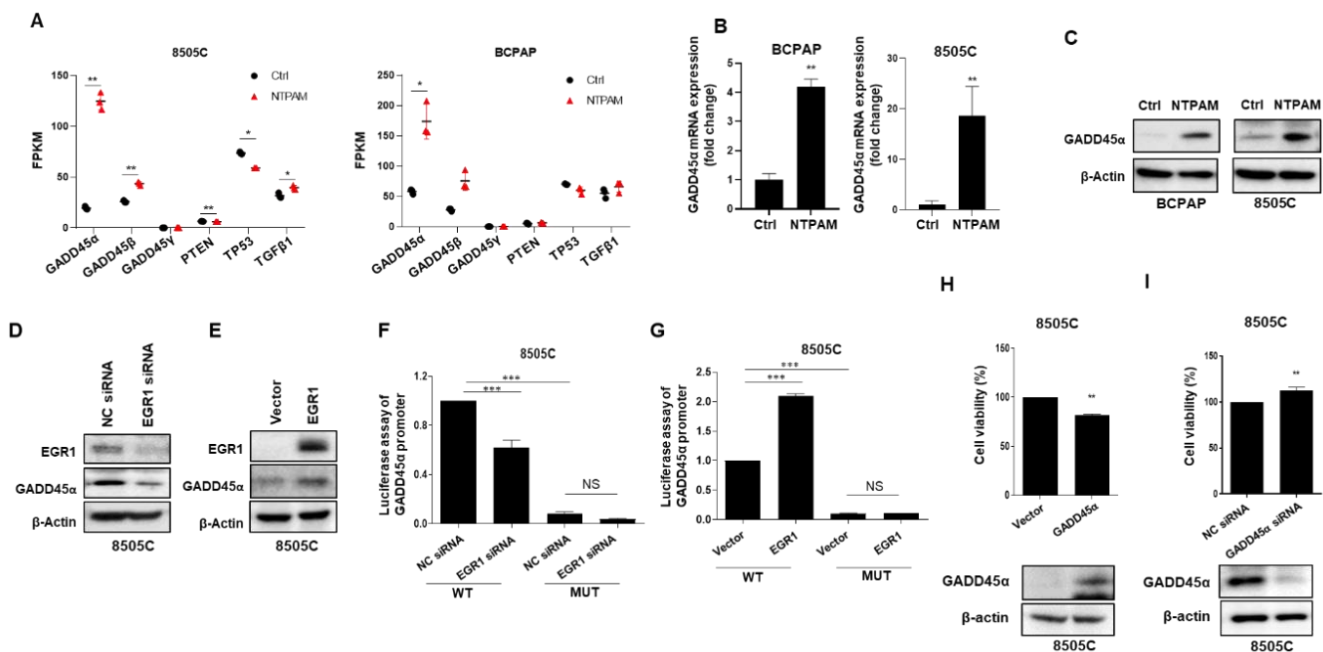 A
8505C
BCPAP
FPKM
150
100
50
0
Ctrl
NTPAM
**
**
**
*
*
GADD45α
GADD45β
GADD45γ
PTEN
TP53
TGFβ1
FPKM
250
200
150
100
50
0
*
Ctrl
NTPAM
GADD45α
GADD45β
GADD45γ
PTEN
TP53
TGFβ1
B
BCPAP
GADD45α mRNA expression
(fold change)
5
4
3
2
1
0
**
Ctrl
NTPAM
8505C
GADD45α mRNA expression
(fold change)
30
20
10
0
**
Ctrl
NTPAM
C
Ctrl NTPAM
Ctrl NTPAM
GADD45α
β-Actin
BCPAP
8505C
D
NC siRNA
EGR1 siRNA
EGR1
GADD45α
β-Actin
8505C
E
Vector
EGR1
EGR1
GADD45α
β-Actin
8505C
F
8505C
Luciferase assay of
GADD45α promoter
1.2
0.9
0.6
0.3
0.0
***
***
NS
NC siRNA
EGR1 siRNA
NC siRNA
EGR1 siRNA
WT
MUT
G
8505C
Luciferase assay of
GADD45α promoter
2.5
2.0
1.5
1.0
0.5
0.0
***
***
NS
Vector
EGR1
Vector
EGR1
WT
MUT
H
8505C
Cell viability (%)
150
100
50
0
**
Vector
GADD45α
GADD45α
β-actin
8505C
I
8505C
Cell viability (%)
150
100
50
0
**
NC siRNA
GADD45α siRNA
GADD45α
β-actin
8505C